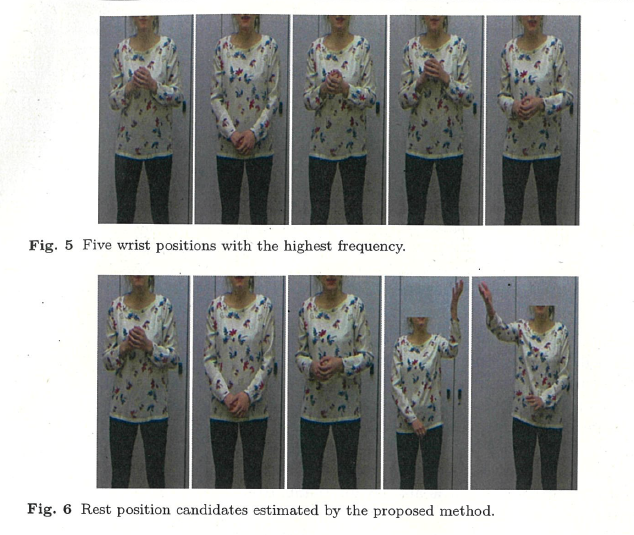 Fig. 5 Five wrist positions with the highest frequency.
Fig. 6 Rest position candidates estimated by the proposed method.